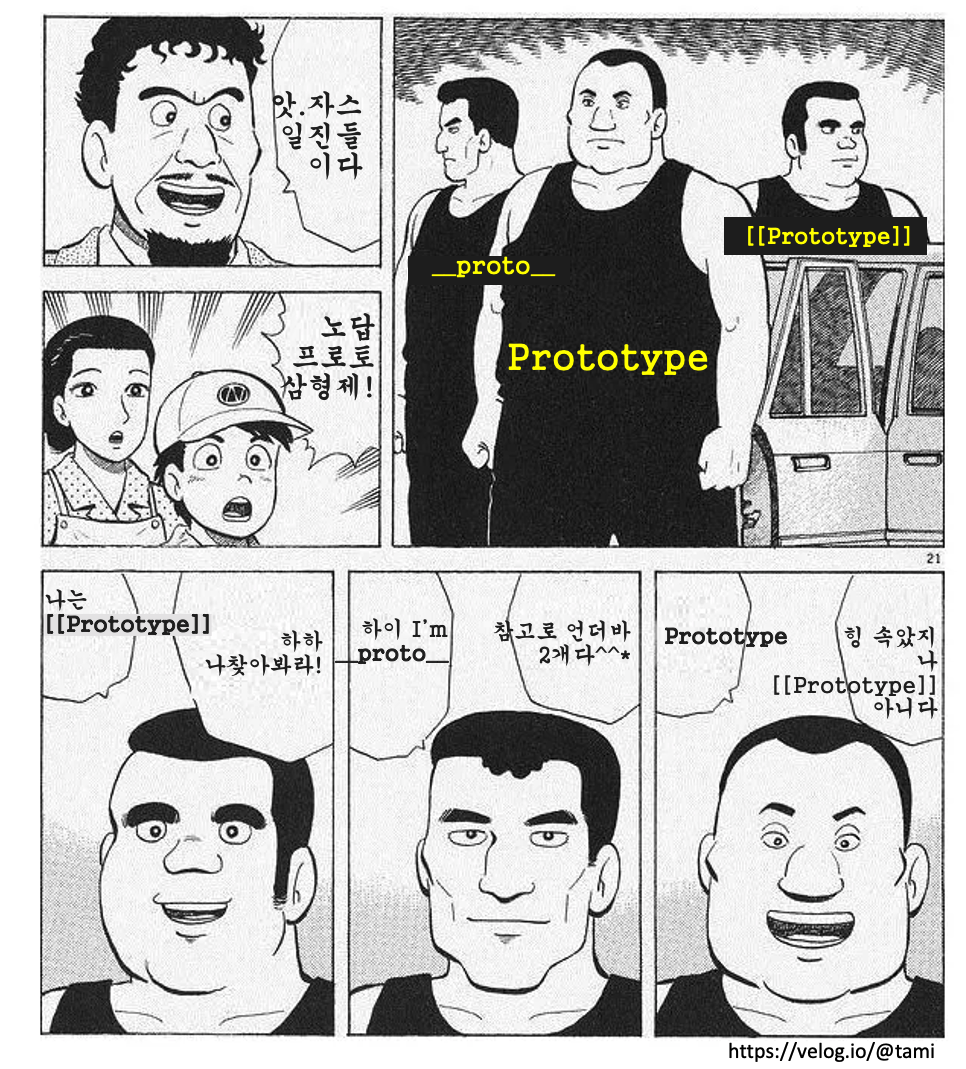 앗.자스
일진들
이다
__proto__
Prototype
[[Prototype]]
노답
프로토
삼형제!
21
나는
[[Prototype]]
하하
나찾아봐라!
하이 I'm
__proto__
참고로 언더바
2개다^^*
Prototype
힝 속았지
나
[[Prototype]]
아니다
https://velog.io/@tami